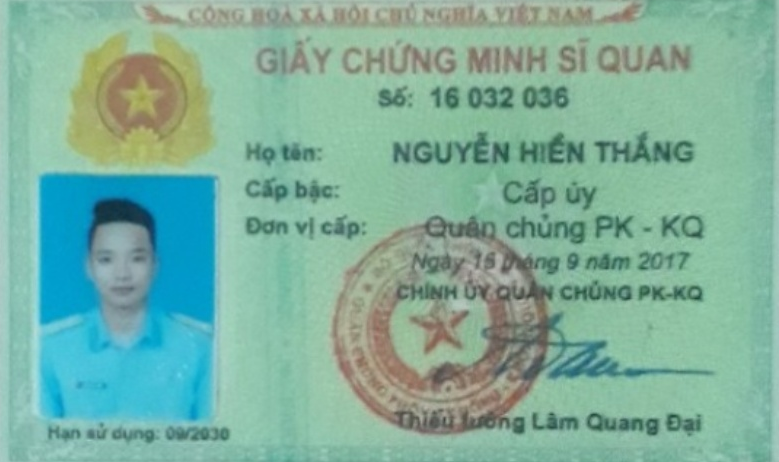 CỘNG HOÀ XÃ HỘI CHỦ NGHĨA VIỆT NAM
GIẤY CHỨNG MINH SĨ QUAN
Số: 16 032 036
Họ tên: NGUYỄN HIỀN THẮNG
Cấp bậc: Cấp úy
Đơn vị cấp: Quân chủng PK - KQ
Ngày 15 tháng 9 năm 2017
CHÍNH ỦY QUÂN CHỦNG PK-KQ
Thiếu tướng Lâm Quang Đại
Hạn sử dụng: 09/2030